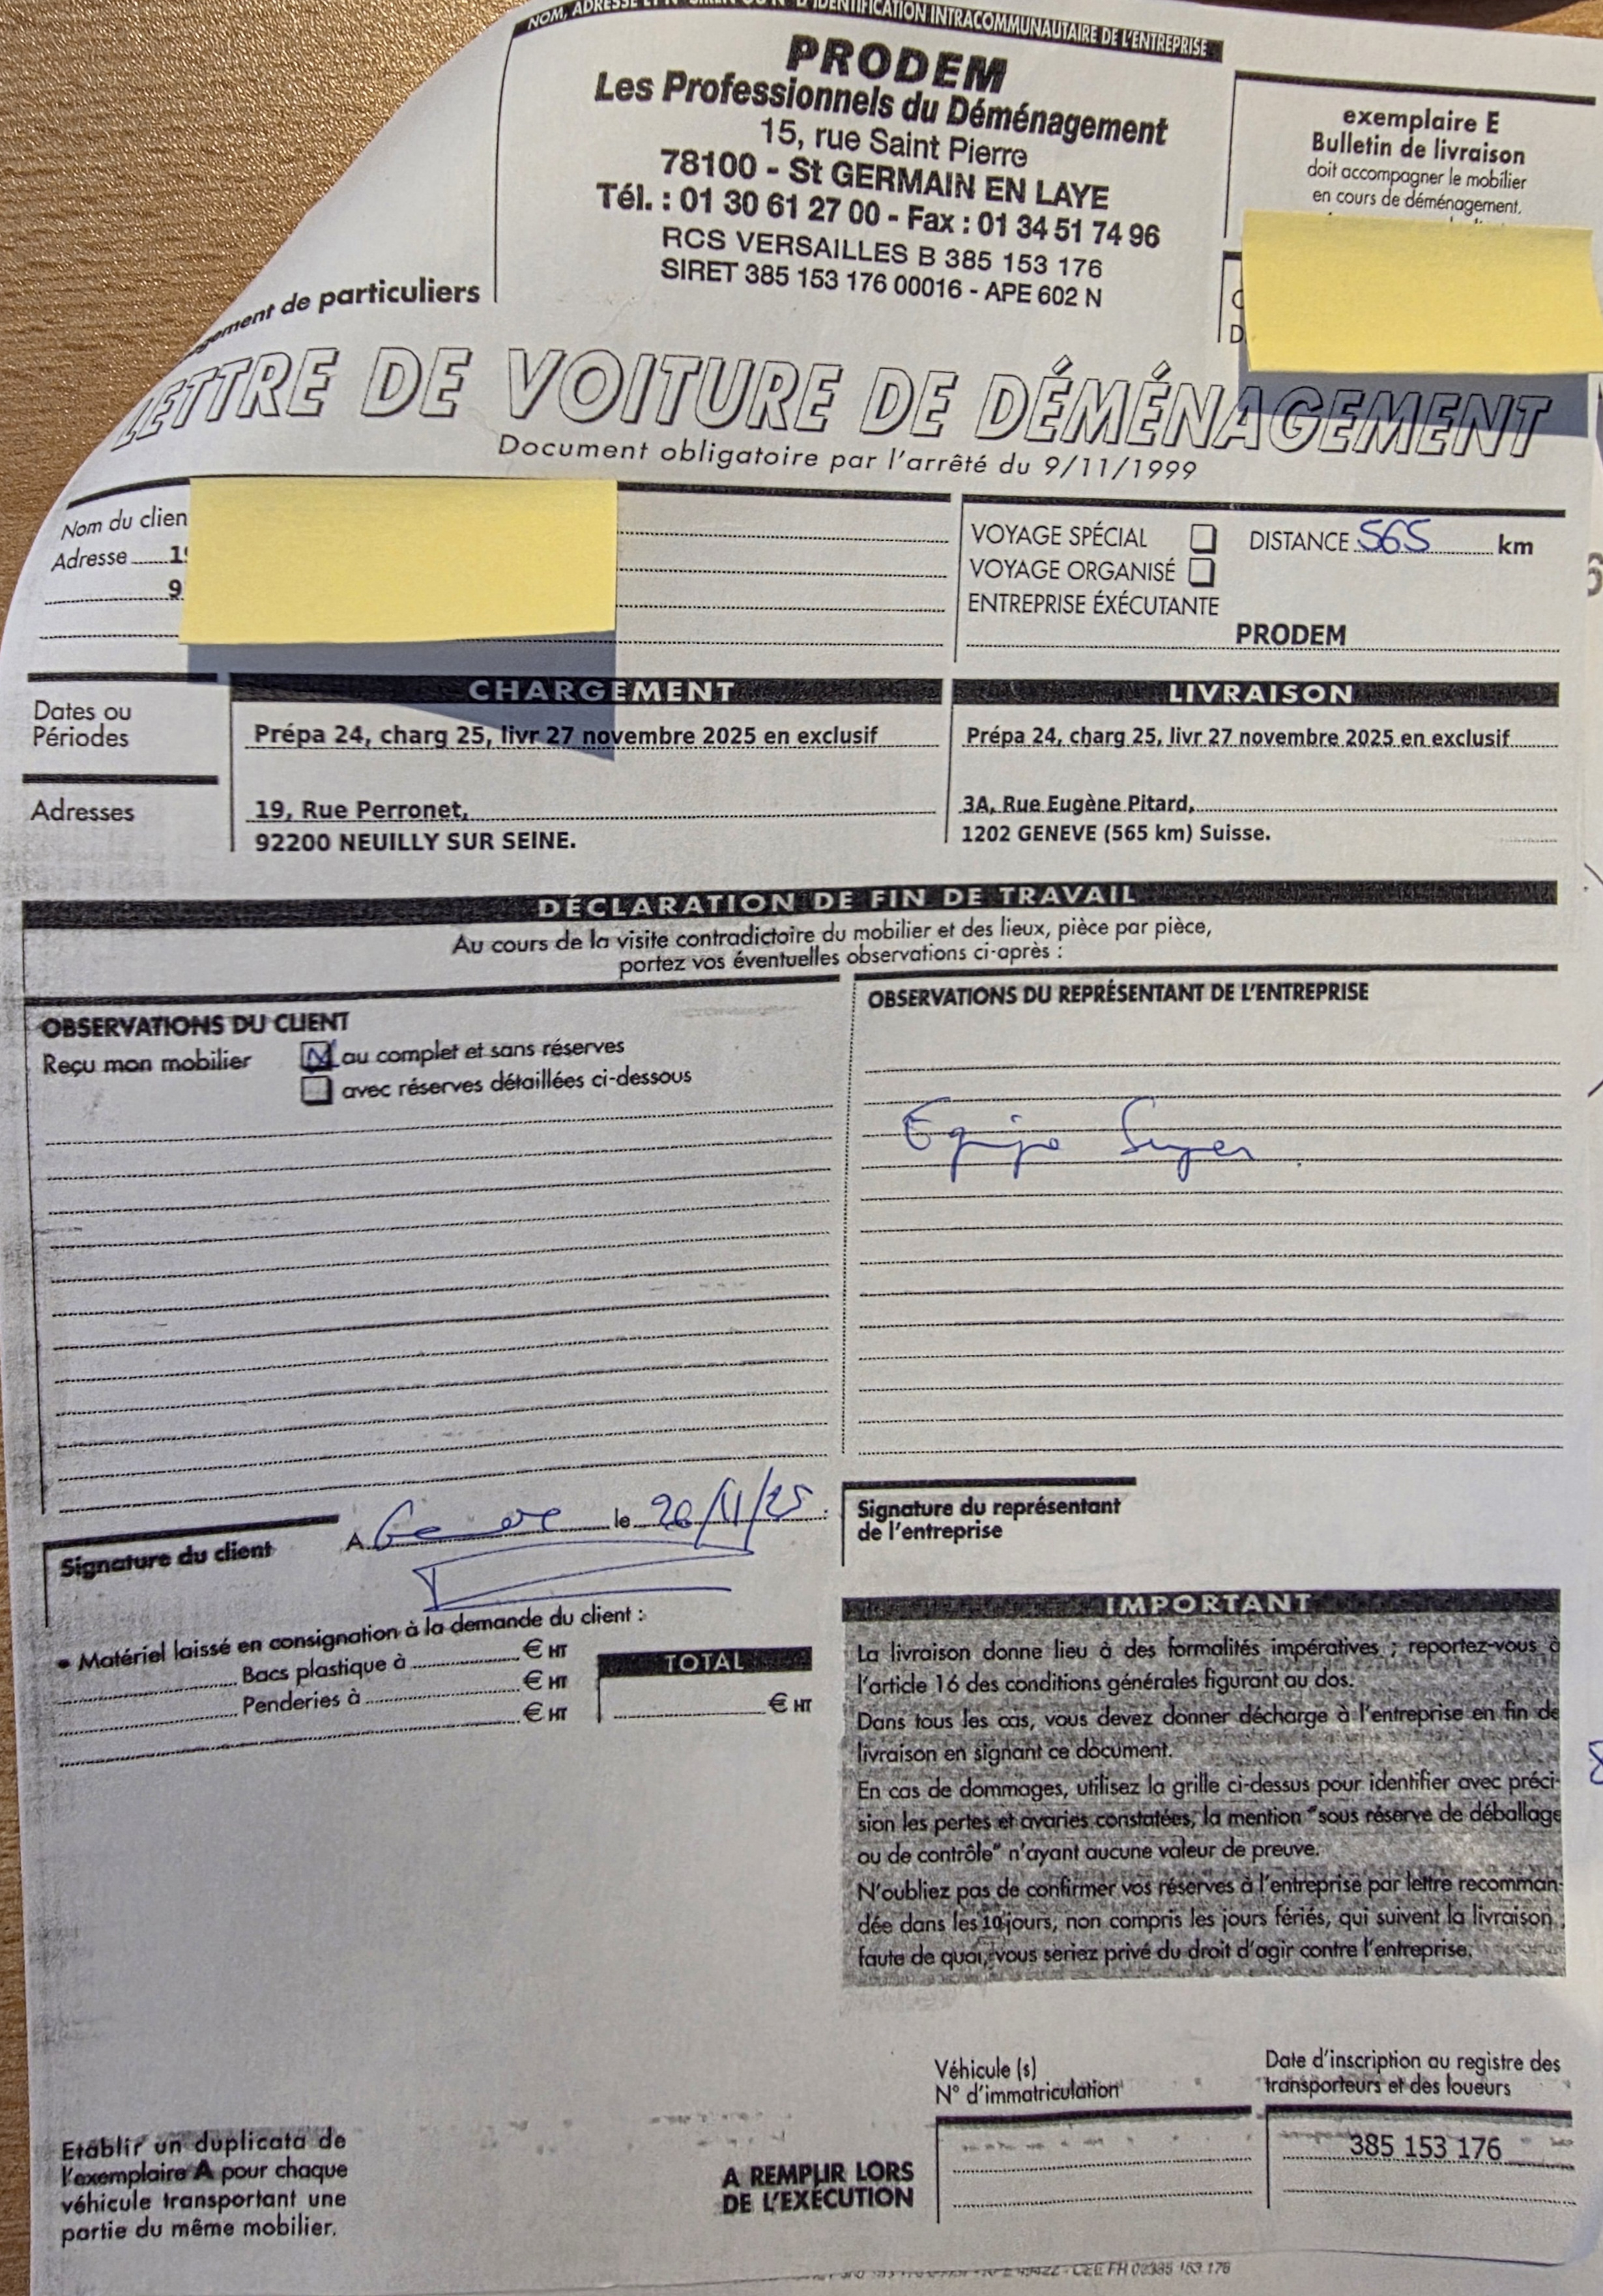 NOM, ADRESSE ET N° SIREN OU N° D'IDENTIFICATION INTRACOMMUNAUTAIRE DE L'ENTREPRISE
PRODEM
Les Professionnels du Déménagement
15, rue Saint Pierre
78100 - St GERMAIN EN LAYE
Tél. : 01 30 61 27 00 - Fax : 01 34 51 74 96
RCS VERSAILLES B 385 153 176
SIRET 385 153 176 00016 - APE 602 N
exemplaire E
Bulletin de livraison
doit accompagner le mobilier
en cours de déménagement.
de particuliers
LETTRE DE VOITURE DE DÉMÉNAGEMENT
Document obligatoire par l'arrêté du 9/11/1999
Nom du clien
Adresse 19
9
VOYAGE SPÉCIAL DISTANCE 565 km
VOYAGE ORGANISÉ
ENTREPRISE ÉXÉCUTANTE
PRODEM
CHARGEMENT
LIVRAISON
Dates ou
Périodes
Prépa 24, charg 25, livr 27 novembre 2025 en exclusif
Prépa 24, charg 25, livr 27 novembre 2025 en exclusif
Adresses
19, Rue Perronet,
92200 NEUILLY SUR SEINE.
3A, Rue Eugène Pitard,
1202 GENEVE (565 km) Suisse.
DÉCLARATION DE FIN DE TRAVAIL
Au cours de la visite contradictoire du mobilier et des lieux, pièce par pièce,
portez vos éventuelles observations ci-après :
OBSERVATIONS DU CLIENT
Reçu mon mobilier au complet et sans réserves
avec réserves détaillées ci-dessous
OBSERVATIONS DU REPRÉSENTANT DE L'ENTREPRISE
Equipe Super.
Signature du client
A Genève le 26/11/25
Signature du représentant
de l'entreprise
• Matériel laissé en consignation à la demande du client :
Bacs plastique à € HT
Penderies à € HT
€ HT
TOTAL
€ HT
IMPORTANT
La livraison donne lieu à des formalités impératives ; reportez-vous à
l'article 16 des conditions générales figurant au dos.
Dans tous les cas, vous devez donner décharge à l'entreprise en fin de
livraison en signant ce document.
En cas de dommages, utilisez la grille ci-dessus pour identifier avec préci-
sion les pertes et avaries constatées, la mention "sous réserve de déballage
ou de contrôle" n'ayant aucune valeur de preuve.
N'oubliez pas de confirmer vos réserves à l'entreprise par lettre recomman-
dée dans les 10 jours, non compris les jours fériés, qui suivent la livraison,
faute de quoi, vous seriez privé du droit d'agir contre l'entreprise.
Véhicule (s)
N° d'immatriculation
Date d'inscription au registre des
transporteurs et des loueurs
385 153 176
Etablir un duplicata de
l'exemplaire A pour chaque
véhicule transportant une
partie du même mobilier.
A REMPLIR LORS
DE L'EXÉCUTION